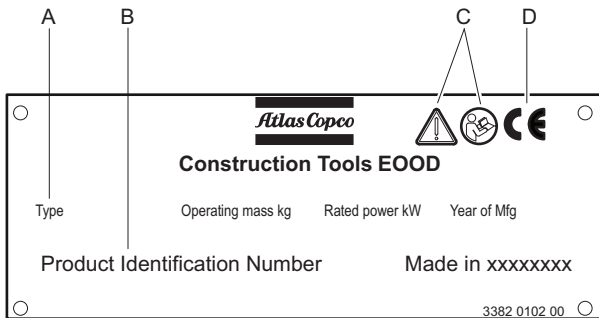 A B C D
Atlas Copco
CE
Construction Tools EOOD
Type Operating mass kg Rated power kW Year of Mfg
Product Identification Number Made in xxxxxxxx
3382 0102 00